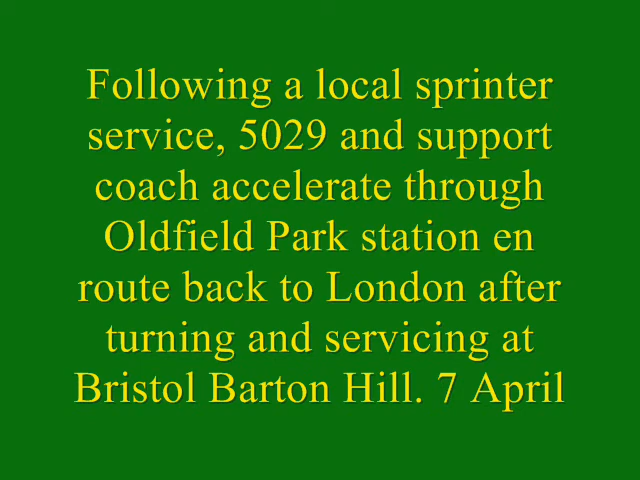 Following a local sprinter
service, 5029 and support
coach accelerate through
Oldfield Park station en
route back to London after
turning and servicing at
Bristol Barton Hill. 7 April